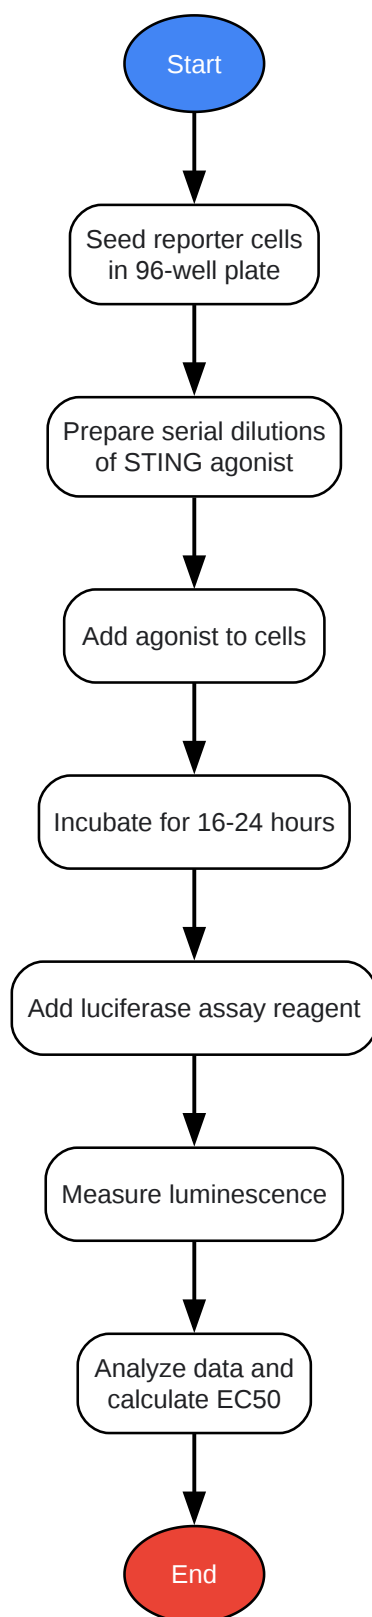 Start
Seed reporter cells
in 96-well plate
Prepare serial dilutions
of STING agonist
Add agonist to cells
Incubate for 16-24 hours
Add luciferase assay reagent
Measure luminescence
Analyze data and
calculate EC50
End